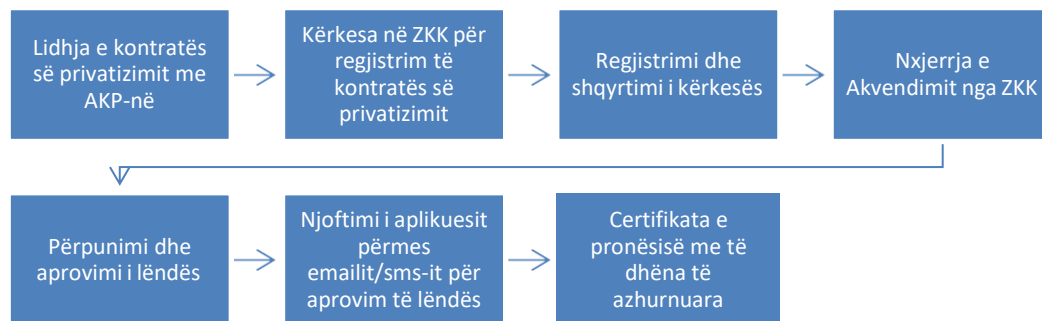 Lidhja e kontratës
së privatizimit me
AKP-në
Kërkesa në ZKK për
regjistrim të
kontratës së
privatizimit
Regjistrimi dhe
shqyrtimi i kërkesës
Nxjerrja e
Akvendimit nga ZKK
Përpunimi dhe
aprovimi i lëndës
Njoftimi i aplikuesit
përmes
emailit/sms-it për
aprovim të lëndës
Certifikata e
pronësisë me të
dhëna të
azhurnuara